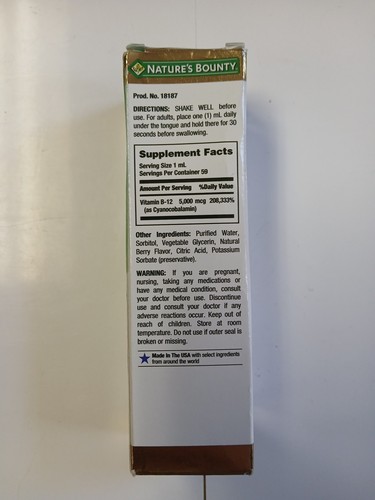 NATURE'S BOUNTY
Prod. No. 18187
DIRECTIONS: SHAKE WELL before
use. For adults, place one (1) mL daily
under the tongue and hold there for 30
seconds before swallowing.
Supplement Facts
Serving Size 1 mL
Servings Per Container 59
Amount Per Serving %Daily Value
Vitamin B-12 5,000 mcg 208,333%
(as Cyanocobalamin)
Other Ingredients: Purified Water,
Sorbitol, Vegetable Glycerin, Natural
Berry Flavor, Citric Acid, Potassium
Sorbate (preservative).
WARNING: If you are pregnant,
nursing, taking any medications or
have any medical condition, consult
your doctor before use. Discontinue
use and consult your doctor if any
adverse reactions occur. Keep out of
reach of children. Store at room
temperature. Do not use if outer seal is
broken or missing.
Made in The USA with select ingredients
from around the world